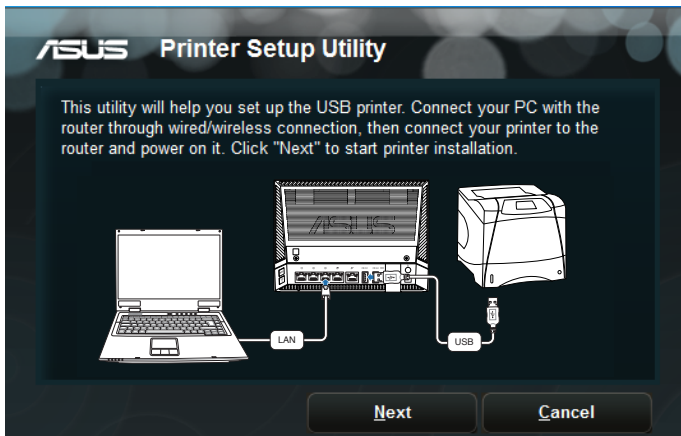 ASUS Printer Setup Utility
This utility will help you set up the USB printer. Connect your PC with the
router through wired/wireless connection, then connect your printer to the
router and power on it. Click "Next" to start printer installation.
ASUS
LAN
USB
Next
Cancel